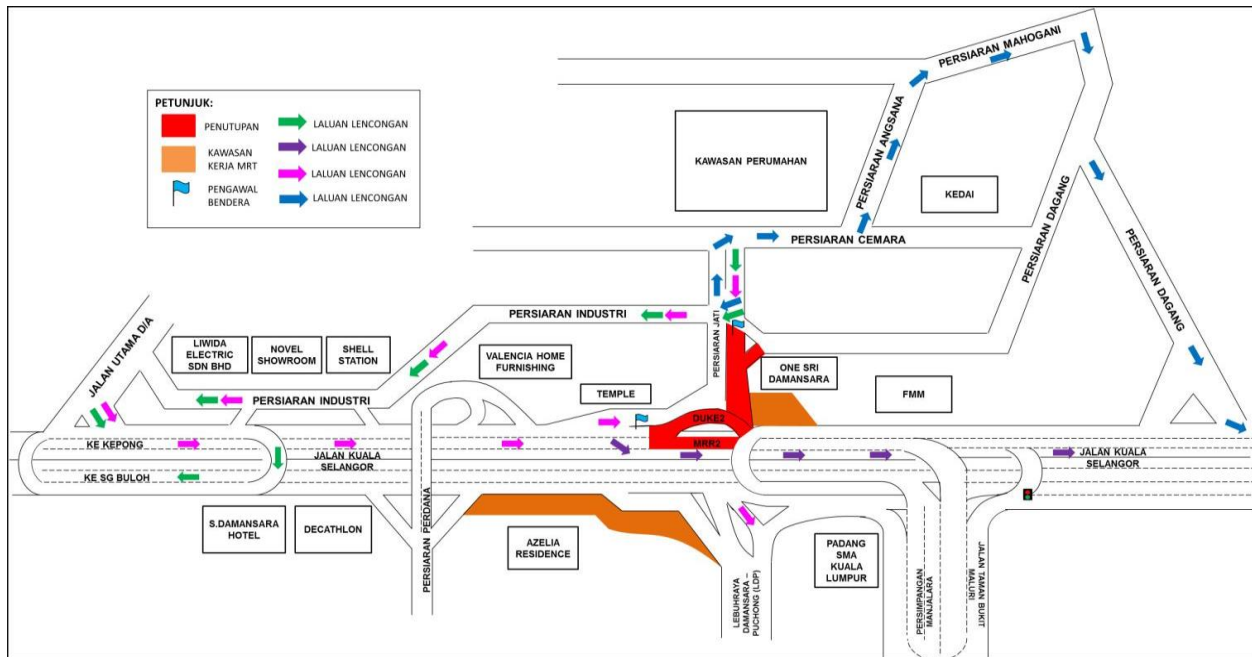 PERSIARAN MAHOGANI
PETUNJUK:
PENUTUPAN
KAWASAN
KERJA MRT
PENGAWAL
BENDERA
LALUAN LENCONGAN
LALUAN LENCONGAN
LALUAN LENCONGAN
LALUAN LENCONGAN
KAWASAN PERUMAHAN
PERSIARAN ANGSANA
KEDAI
PERSIARAN DAGANG
PERSIARAN DAGANG
PERSIARAN CEMARA
JALAN UTAMA D/A
LIWIDA
ELECTRIC
SDN BHD
NOVEL
SHOWROOM
SHELL
STATION
PERSIARAN INDUSTRI
PERSIARAN INDUSTRI
VALENCIA HOME
FURNISHING
TEMPLE
PERSIARAN JATI
ONE SRI
DAMANSARA
FMM
DUKE2
MRR2
KE KEPONG
KE SG BULOH
JALAN KUALA
SELANGOR
JALAN KUALA
SELANGOR
S.DAMANSARA
HOTEL
DECATHLON
PERSIARAN PERDANA
AZELIA
RESIDENCE
LEBUHRAYA
DAMANSARA –
PUCHONG (LDP)
PADANG
SMA
KUALA
LUMPUR
PERSIMPANGAN
MANJALARA
JALAN TAMAN BUKIT
MALURI